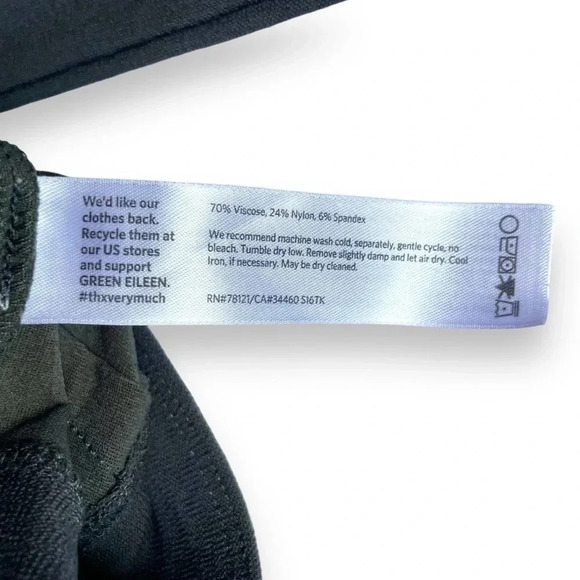 We'd like our
clothes back.
Recycle them at
our US stores
and support
GREEN EILEEN.
#thxverymuch
70% Viscose, 24% Nylon, 6% Spandex
We recommend machine wash cold, separately, gentle cycle, no
bleach. Tumble dry low. Remove slightly damp and let air dry. Cool
Iron, if necessary. May be dry cleaned.
RN#78121/CA#34460 S16TK